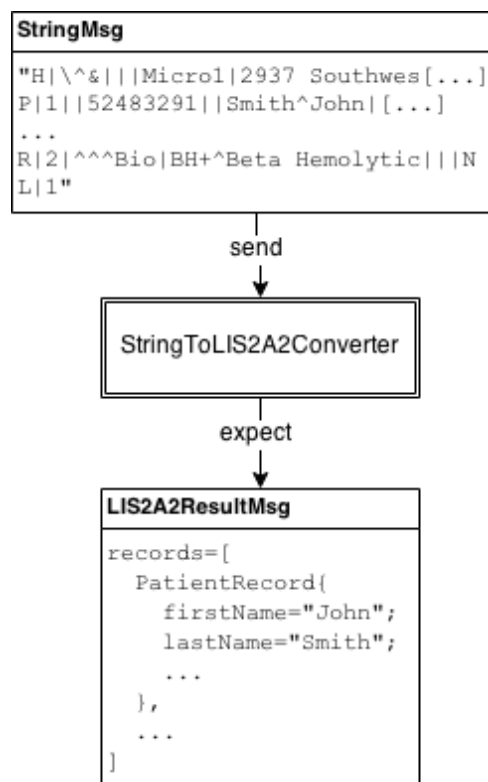 StringMsg
"H|\^&|||Micro1|2937 Southwes[...]
P|1||52483291||Smith^John|[...]
...
R|2|^^^Bio|BH+^Beta Hemolytic|||N
L|1"
send
StringToLIS2A2Converter
expect
LIS2A2ResultMsg
records=[
PatientRecord{
firstName="John";
lastName="Smith";
...
},
...
]